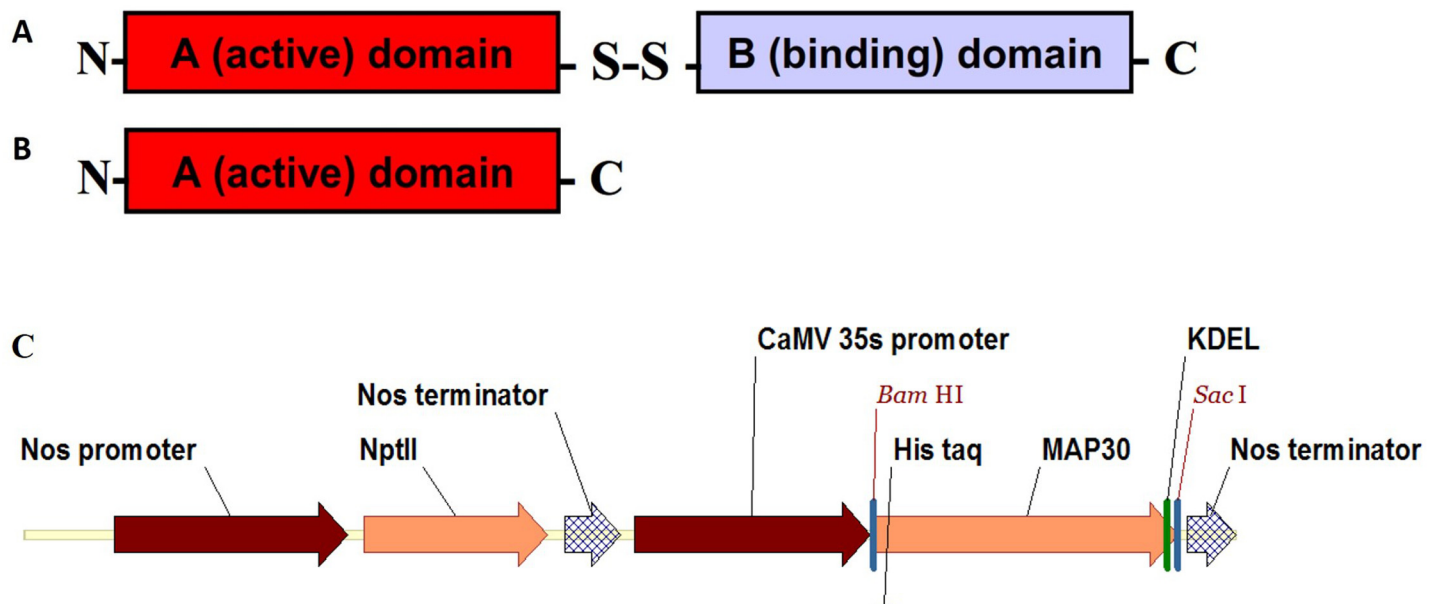 A
N- A (active) domain - S-S - B (binding) domain - C
B
N- A (active) domain - C
C
CaMV 35s promoter
KDEL
Nos terminator
Bam HI
Sac I
Nos promoter
NptII
His taq
MAP30
Nos terminator